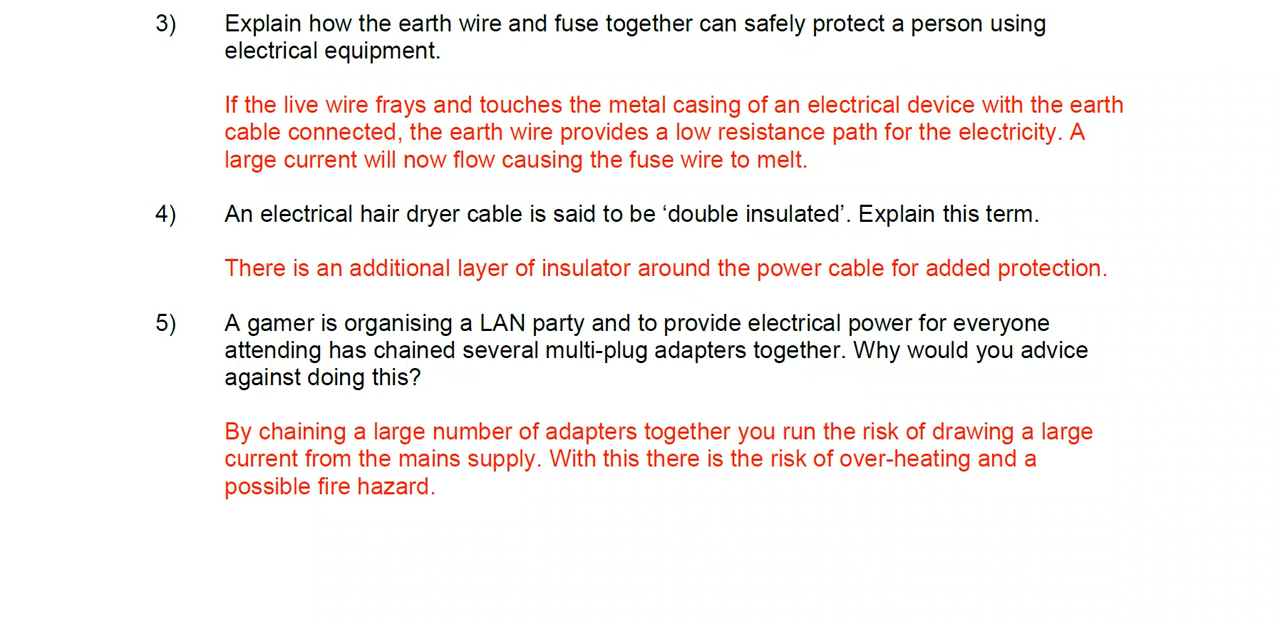 3) Explain how the earth wire and fuse together can safely protect a person using
electrical equipment.
If the live wire frays and touches the metal casing of an electrical device with the earth
cable connected, the earth wire provides a low resistance path for the electricity. A
large current will now flow causing the fuse wire to melt.
4) An electrical hair dryer cable is said to be ‘double insulated’. Explain this term.
There is an additional layer of insulator around the power cable for added protection.
5) A gamer is organising a LAN party and to provide electrical power for everyone
attending has chained several multi-plug adapters together. Why would you advice
against doing this?
By chaining a large number of adapters together you run the risk of drawing a large
current from the mains supply. With this there is the risk of over-heating and a
possible fire hazard.